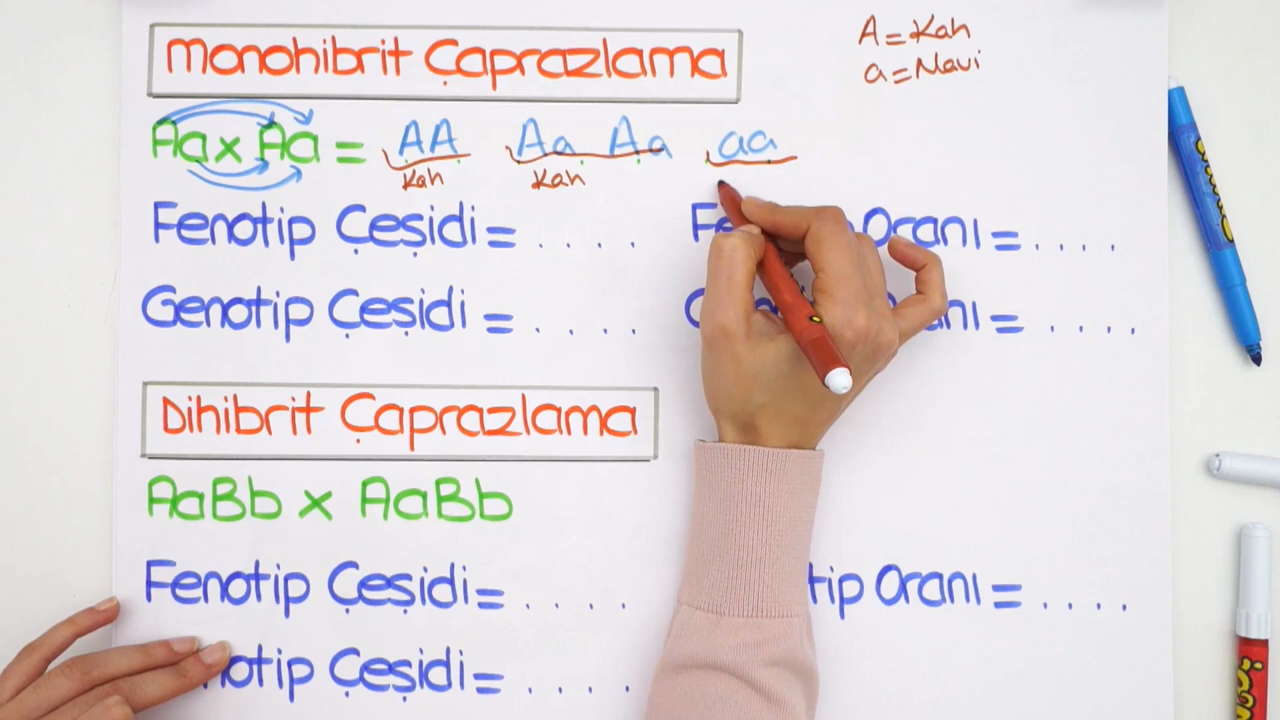 Monohibrit Çaprazlama
A = Kah
a = Mavi
Aa x Aa = AA Aa Aa aa
Kah Kah
Fenotip Çeşidi = . . . . Oranı = . . . .
Genotip Çeşidi = . . . . = . . . .
Dihibrit Çaprazlama
AaBb x AaBb
Fenotip Çeşidi = . . . . Oranı = . . . .
Çeşidi = . . . .